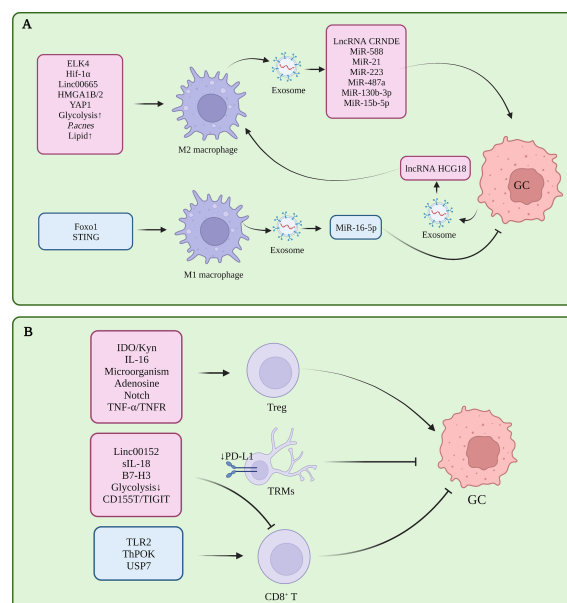 A
ELK4
Hif-1α
Linc00665
HMGA1B/2
YAP1
Glycolysis↑
P.acnes
Lipid↑
M2 macrophage
Exosome
LncRNA CRNDE
MiR-588
MiR-21
MiR-223
MiR-487a
MiR-130b-3p
MiR-15b-5p
lncRNA HCG18
GC
Exosome
Foxo1
STING
M1 macrophage
Exosome
MiR-16-5p
B
IDO/Kyn
IL-16
Microorganism
Adenosine
Notch
TNF-α/TNFR
Treg
Linc00152
sIL-18
B7-H3
Glycolysis↓
CD155T/TIGIT
↓PD-L1
TRMs
GC
TLR2
ThPOK
USP7
CD8⁺ T